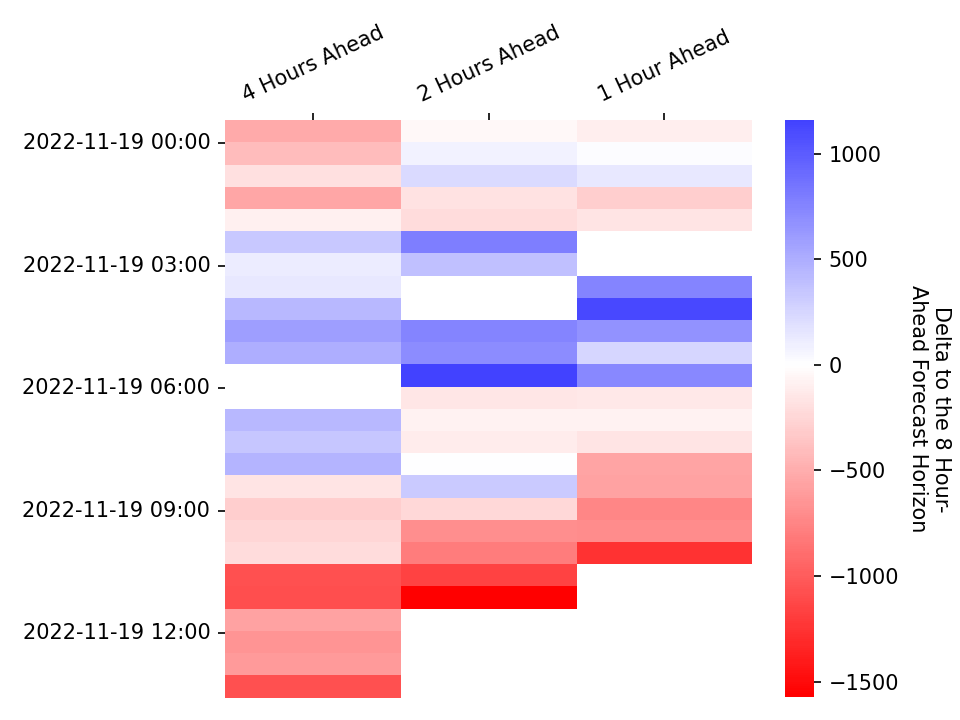 4 Hours Ahead
2 Hours Ahead
1 Hour Ahead
2022-11-19 00:00
2022-11-19 03:00
2022-11-19 06:00
2022-11-19 09:00
2022-11-19 12:00
1000
500
0
−500
−1000
−1500
Delta to the 8 Hour-
Ahead Forecast Horizon